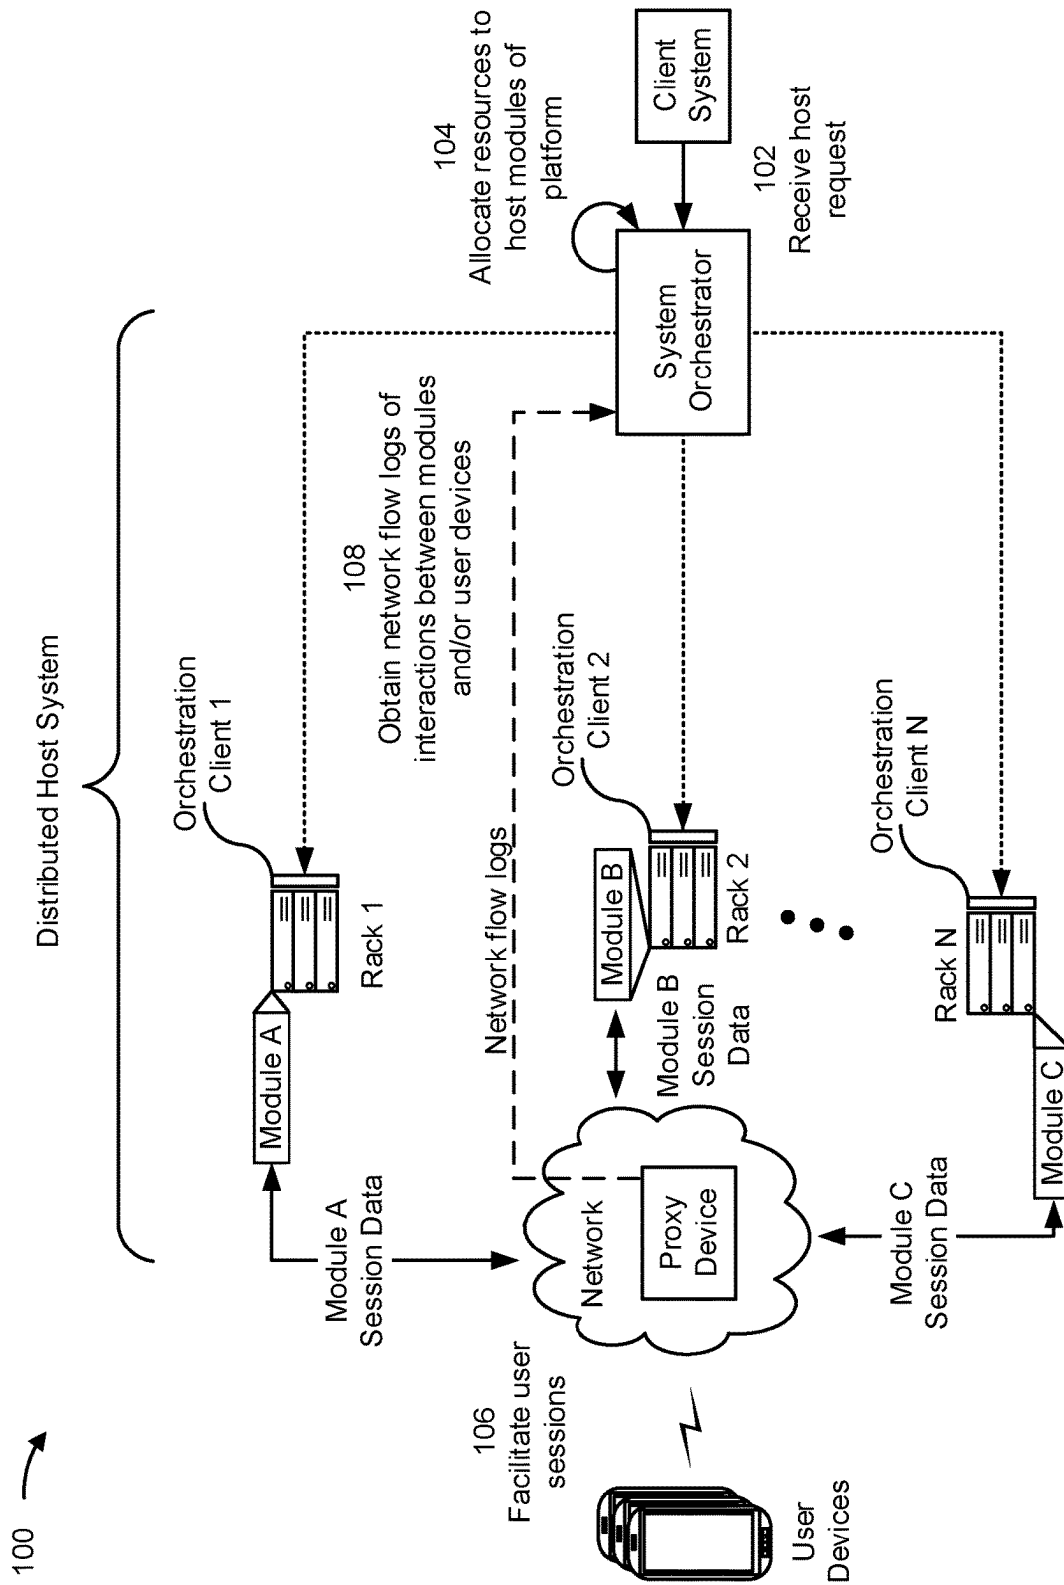 100
Distributed Host System
Orchestration
Client 1
Rack 1
Module A
Module A
Session Data
104
Allocate resources to
host modules of
platform
108
Obtain network flow logs of
interactions between modules
and/or user devices
Network flow logs
106
Facilitate user
sessions
User
Devices
Network
Proxy
Device
Module B
Module B
Session
Data
Rack 2
Orchestration
Client 2
System
Orchestrator
Client
System
102
Receive host
request
Module C
Session Data
Module C
Rack N
Orchestration
Client N